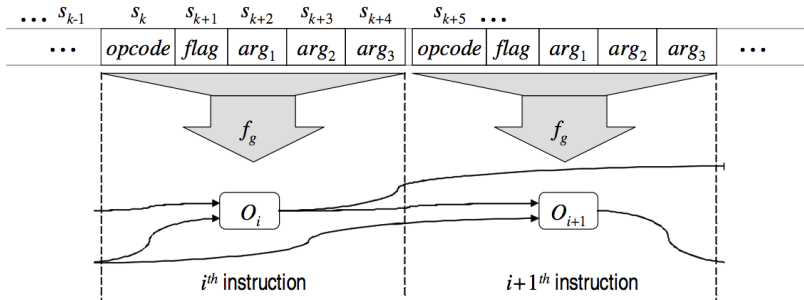 ... s_{k-1} s_k s_{k+1} s_{k+2} s_{k+3} s_{k+4} s_{k+5} ...
... opcode flag arg_1 arg_2 arg_3 opcode flag arg_1 arg_2 arg_3 ...
f_g f_g
O_i O_{i+1}
i^{th} instruction i+1^{th} instruction